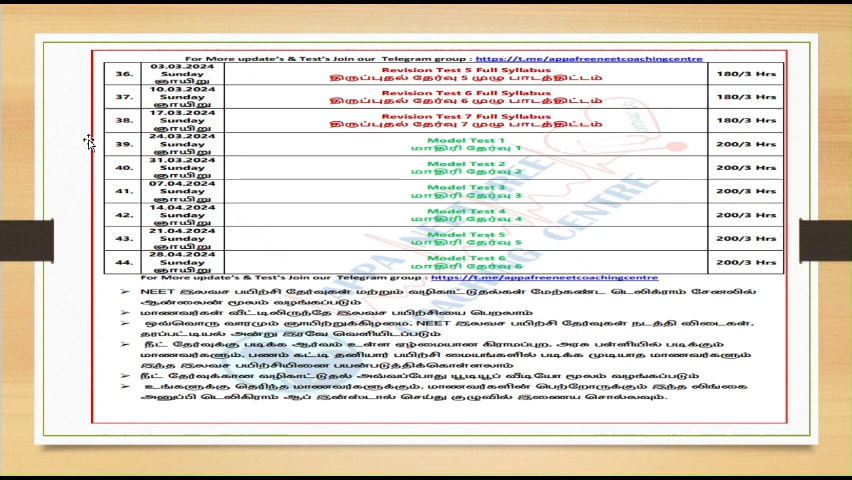 For More update's & Test's Join our Telegram group : https://t.me/appafreeneetcoachingcentre
36. 03.03.2024 Sunday ஞாயிறு Revision Test 5 Full Syllabus திருப்புதல் தேர்வு 5 முழு பாடத்திட்டம் 180/3 Hrs
37. 10.03.2024 Sunday ஞாயிறு Revision Test 6 Full Syllabus திருப்புதல் தேர்வு 6 முழு பாடத்திட்டம் 180/3 Hrs
38. 17.03.2024 Sunday ஞாயிறு Revision Test 7 Full Syllabus திருப்புதல் தேர்வு 7 முழு பாடத்திட்டம் 180/3 Hrs
39. 24.03.2024 Sunday ஞாயிறு Model Test 1 மாதிரி தேர்வு 1 200/3 Hrs
40. 31.03.2024 Sunday ஞாயிறு Model Test 2 மாதிரி தேர்வு 2 200/3 Hrs
41. 07.04.2024 Sunday ஞாயிறு Model Test 3 மாதிரி தேர்வு 3 200/3 Hrs
42. 14.04.2024 Sunday ஞாயிறு Model Test 4 மாதிரி தேர்வு 4 200/3 Hrs
43. 21.04.2024 Sunday ஞாயிறு Model Test 5 மாதிரி தேர்வு 5 200/3 Hrs
44. 28.04.2024 Sunday ஞாயிறு Model Test 6 மாதிரி தேர்வு 6 200/3 Hrs
For More update's & Test's Join our Telegram group : https://t.me/appafreeneetcoachingcentre
➢ NEET இலவச பயிற்சி தேர்வுகள் மற்றும் வழிகாட்டுதல்கள் மேற்கண்ட டெலிகிராம் சேனலில்
ஆன்லைன் மூலம் வழங்கப்படும்
➢ மாணவர்கள் வீட்டிலிருந்தே இலவச பயிற்சியை பெறலாம்
➢ ஒவ்வொரு வாரமும் ஞாயிற்றுக்கிழமை, NEET இலவச பயிற்சி தேர்வுகள் நடத்தி விடைகள்,
தரப்பட்டியல் அன்று இரவே வெளியிடப்படும்
➢ நீட் தேர்வுக்கு படிக்க ஆர்வம் உள்ள ஏழ்மையான கிராமப்புற, அரசு பள்ளியில் படிக்கும்
மாணவர்களும், பணம் கட்டி தனியார் பயிற்சி மையங்களில் படிக்க முடியாத மாணவர்களும்
இந்த இலவச பயிற்சியினை பயன்படுத்திக்கொள்ளலாம்
➢ நீட் தேர்வுக்கான வழிகாட்டுதல் அவ்வப்போது யூடியூப் வீடியோ மூலம் வழங்கப்படும்
➢ உங்களுக்கு தெரிந்த மாணவர்களுக்கும், மாணவர்களின் பெற்றோருக்கும் இந்த லிங்கை
அனுப்பி டெலிகிராம் ஆப் இன்ஸ்டால் செய்து குழுவில் இணைய சொல்லவும்.
APPA NEET FREE
COACHING CENTRE